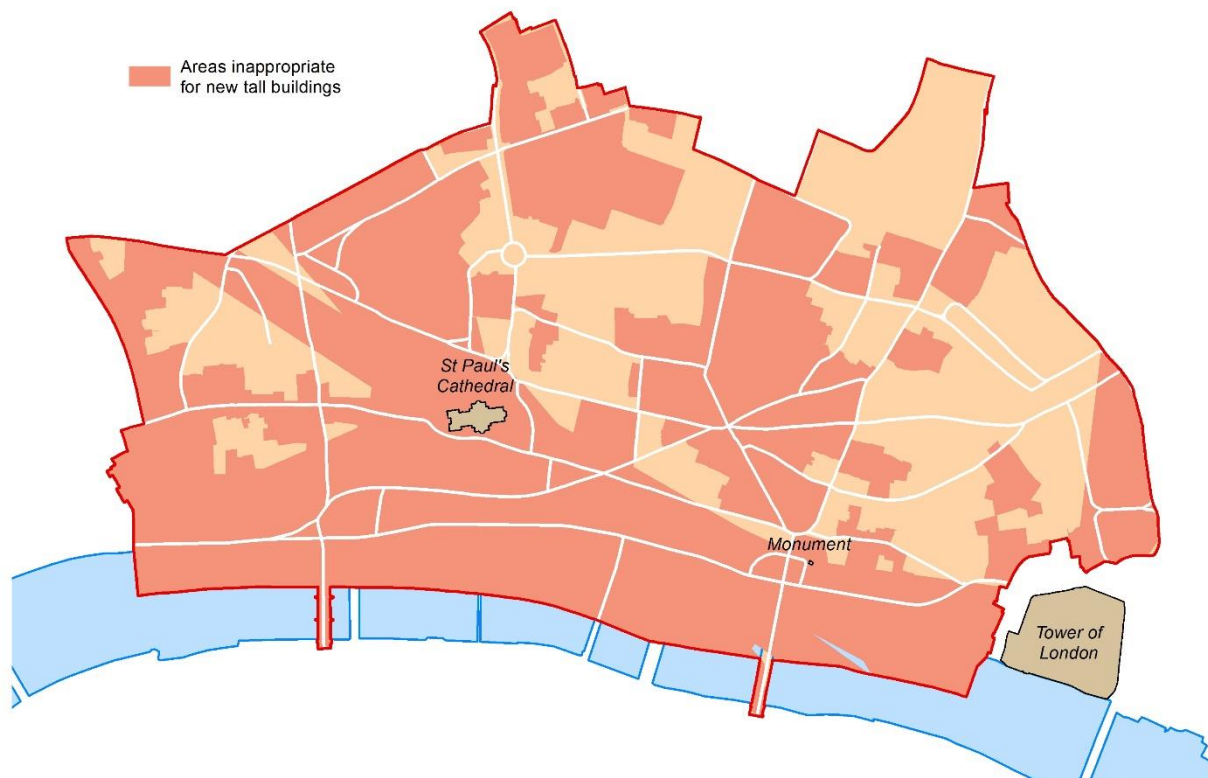 Areas inappropriate
for new tall buildings
St Paul's
Cathedral
Monument
Tower of
London